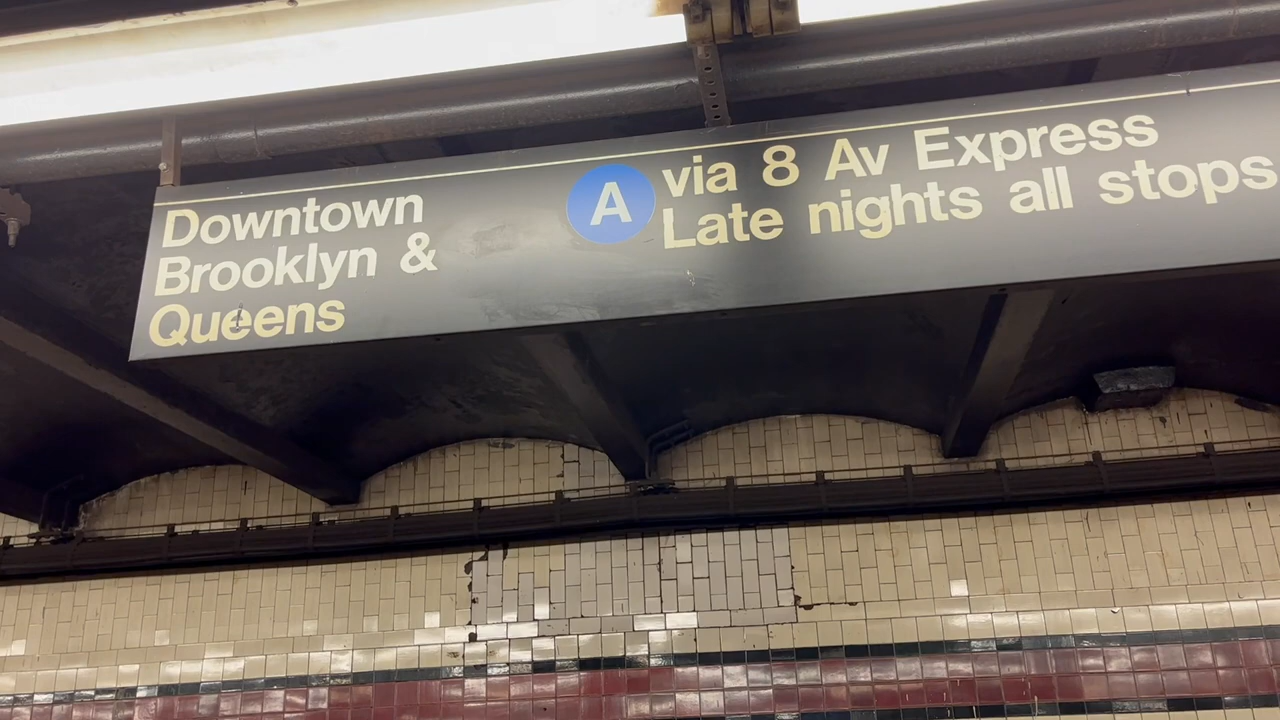 Downtown
Brooklyn &
Queens
A
via 8 Av Express
Late nights all stops